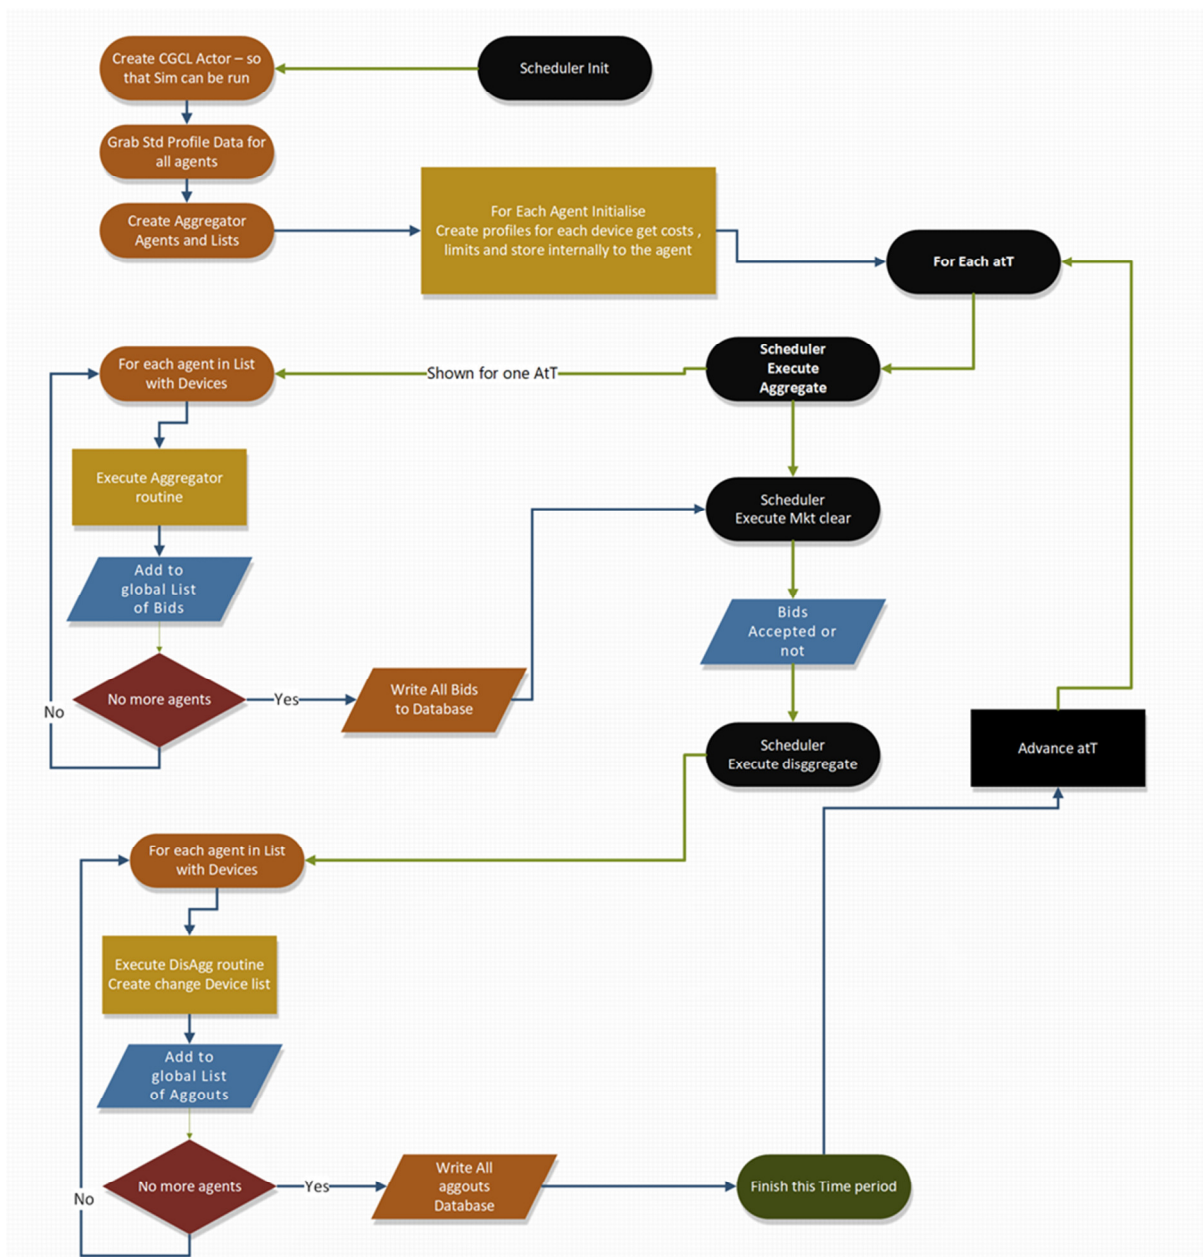 Create CGCL Actor – so
that Sim can be run
Scheduler Init
Grab Std Profile Data for
all agents
Create Aggregator
Agents and Lists
For Each Agent Initialise
Create profiles for each device get costs ,
limits and store internally to the agent
For Each atT
For each agent in List
with Devices
Shown for one AtT
Scheduler
Execute
Aggregate
Execute Aggregator
routine
Scheduler
Execute Mkt clear
Add to
global List
of Bids
Bids
Accepted or
not
No more agents
Yes
No
Write All Bids
to Database
Scheduler
Execute disggregate
Advance atT
For each agent in List
with Devices
Execute DisAgg routine
Create change Device list
Add to
global List
of Aggouts
No more agents
Yes
No
Write All
aggouts
Database
Finish this Time period